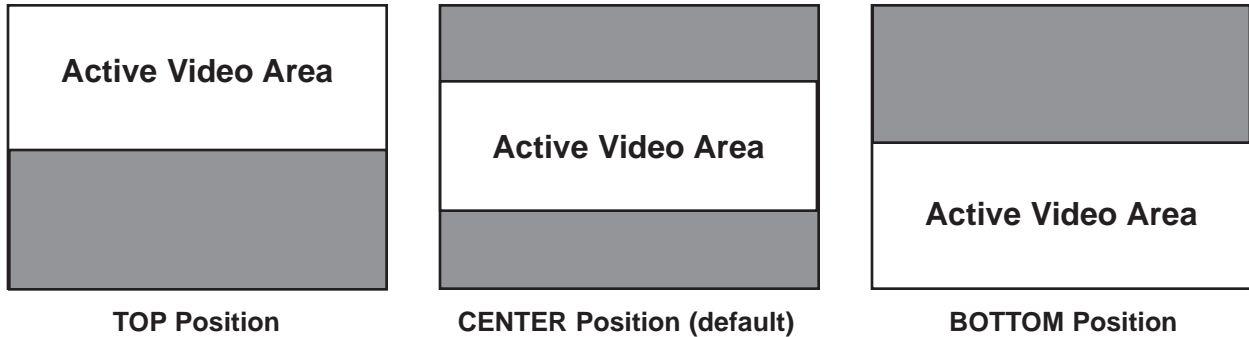 Active Video Area
Active Video Area
Active Video Area
TOP Position
CENTER Position (default)
BOTTOM Position